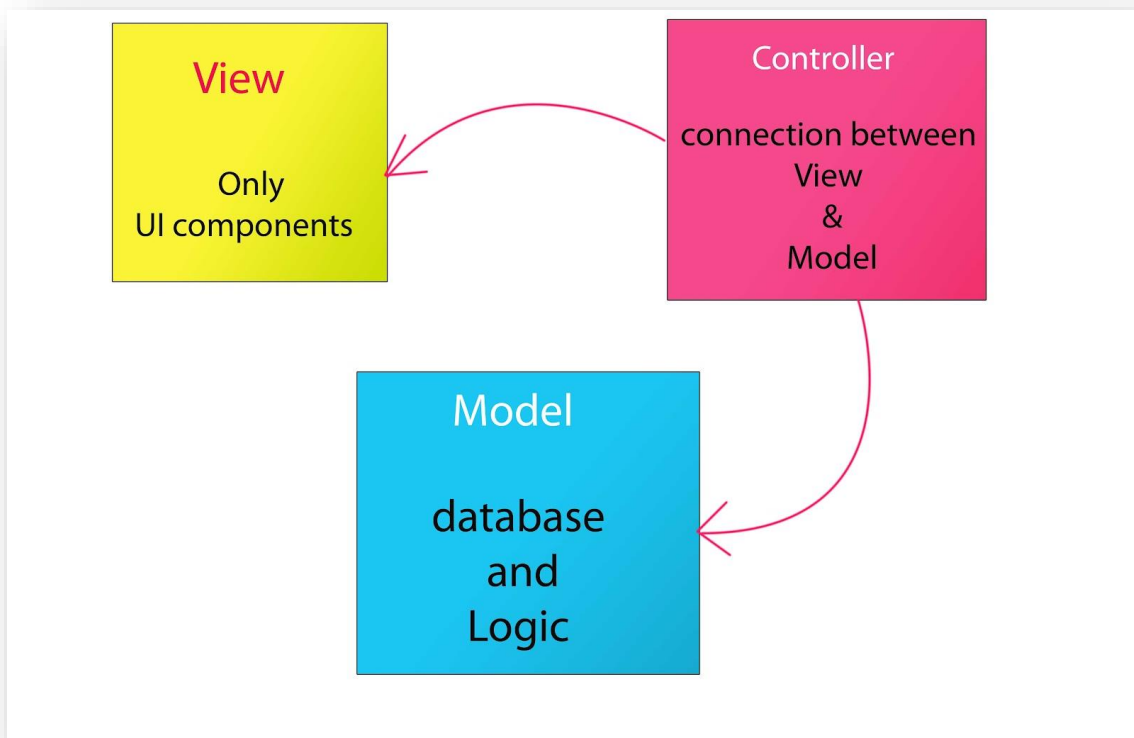 View
Only
UI components
Controller
connection between
View
&
Model
Model
database
and
Logic